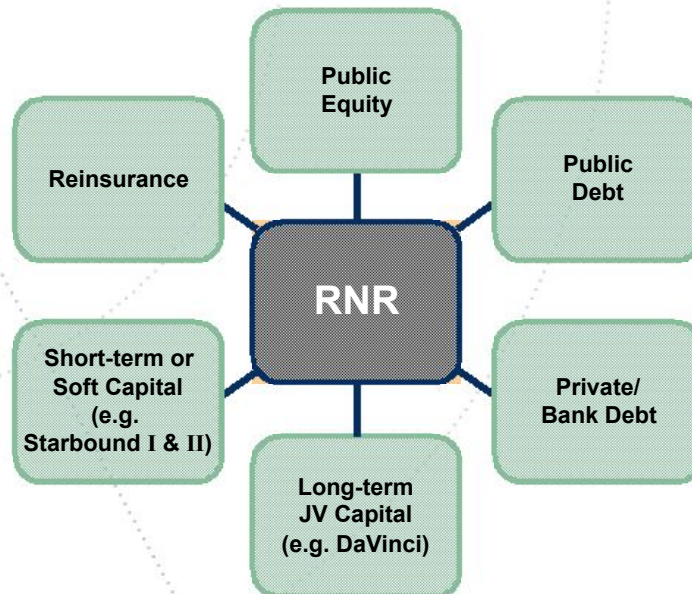 Public
Equity
Reinsurance
Public
Debt
RNR
Short-term or
Soft Capital
(e.g.
Starbound I & II)
Private/
Bank Debt
Long-term
JV Capital
(e.g. DaVinci)